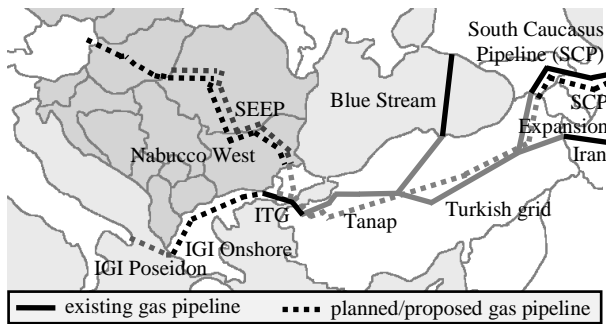 South Caucasus
Pipeline (SCP)
Blue Stream
SCP
Expansion
SEEP
Nabucco West
Iran
ITG
Tanap
Turkish grid
IGI Onshore
IGI Poseidon
existing gas pipeline
planned/proposed gas pipeline